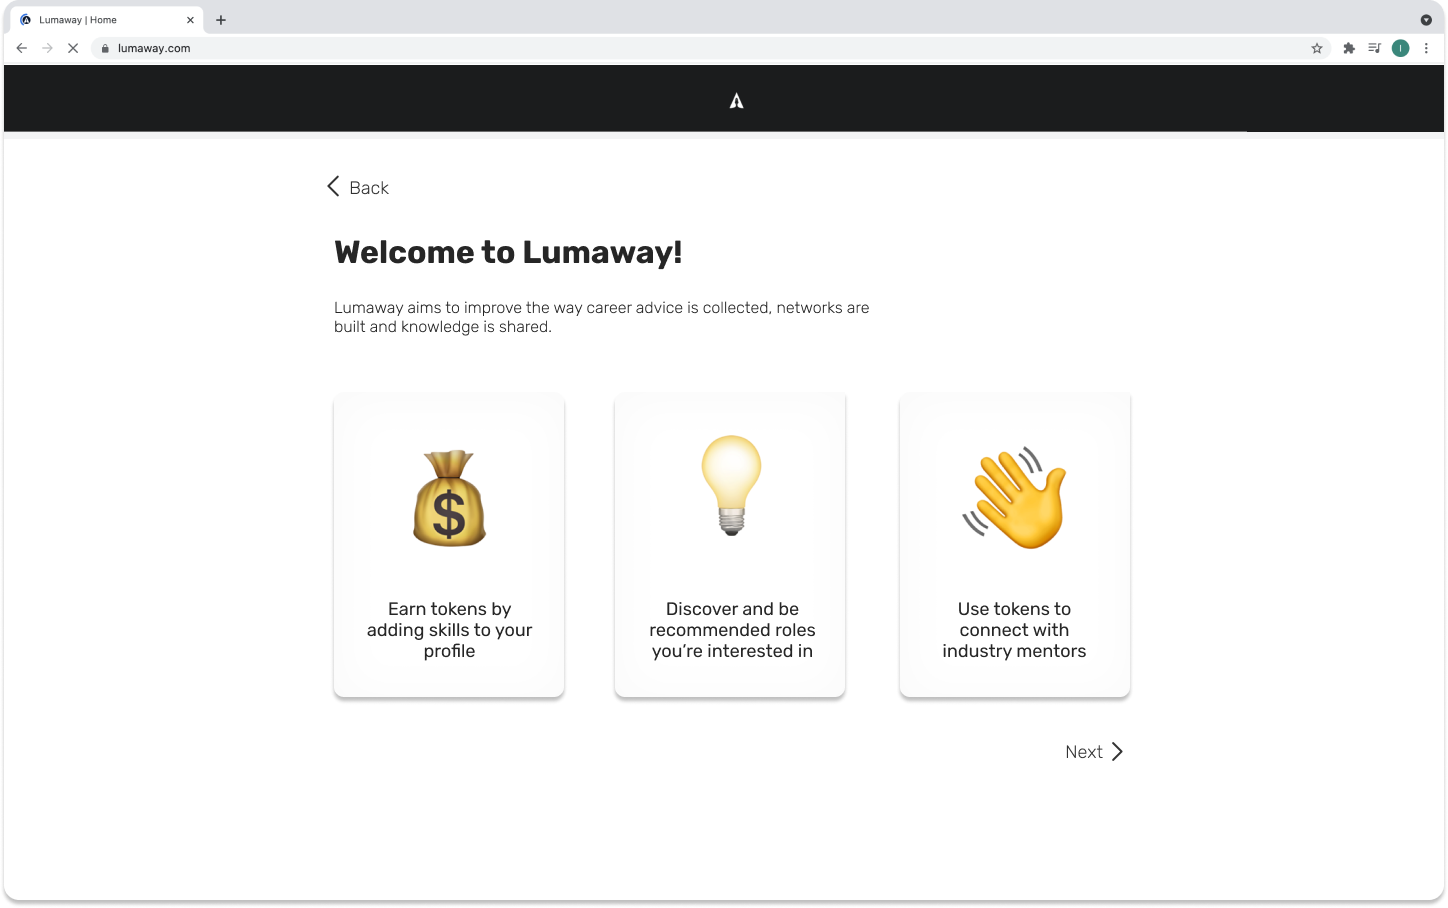 Lumaway | Home
lumaway.com
I
Back
Welcome to Lumaway!
Lumaway aims to improve the way career advice is collected, networks are
built and knowledge is shared.
$
Earn tokens by
adding skills to your
profile
Discover and be
recommended roles
you’re interested in
Use tokens to
connect with
industry mentors
Next